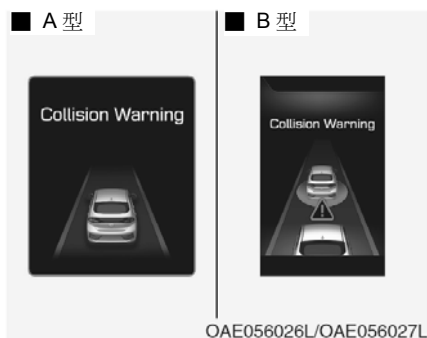 ■ A 型
■ B 型
Collision Warning
Collision Warning
OAE056026L/OAE056027L